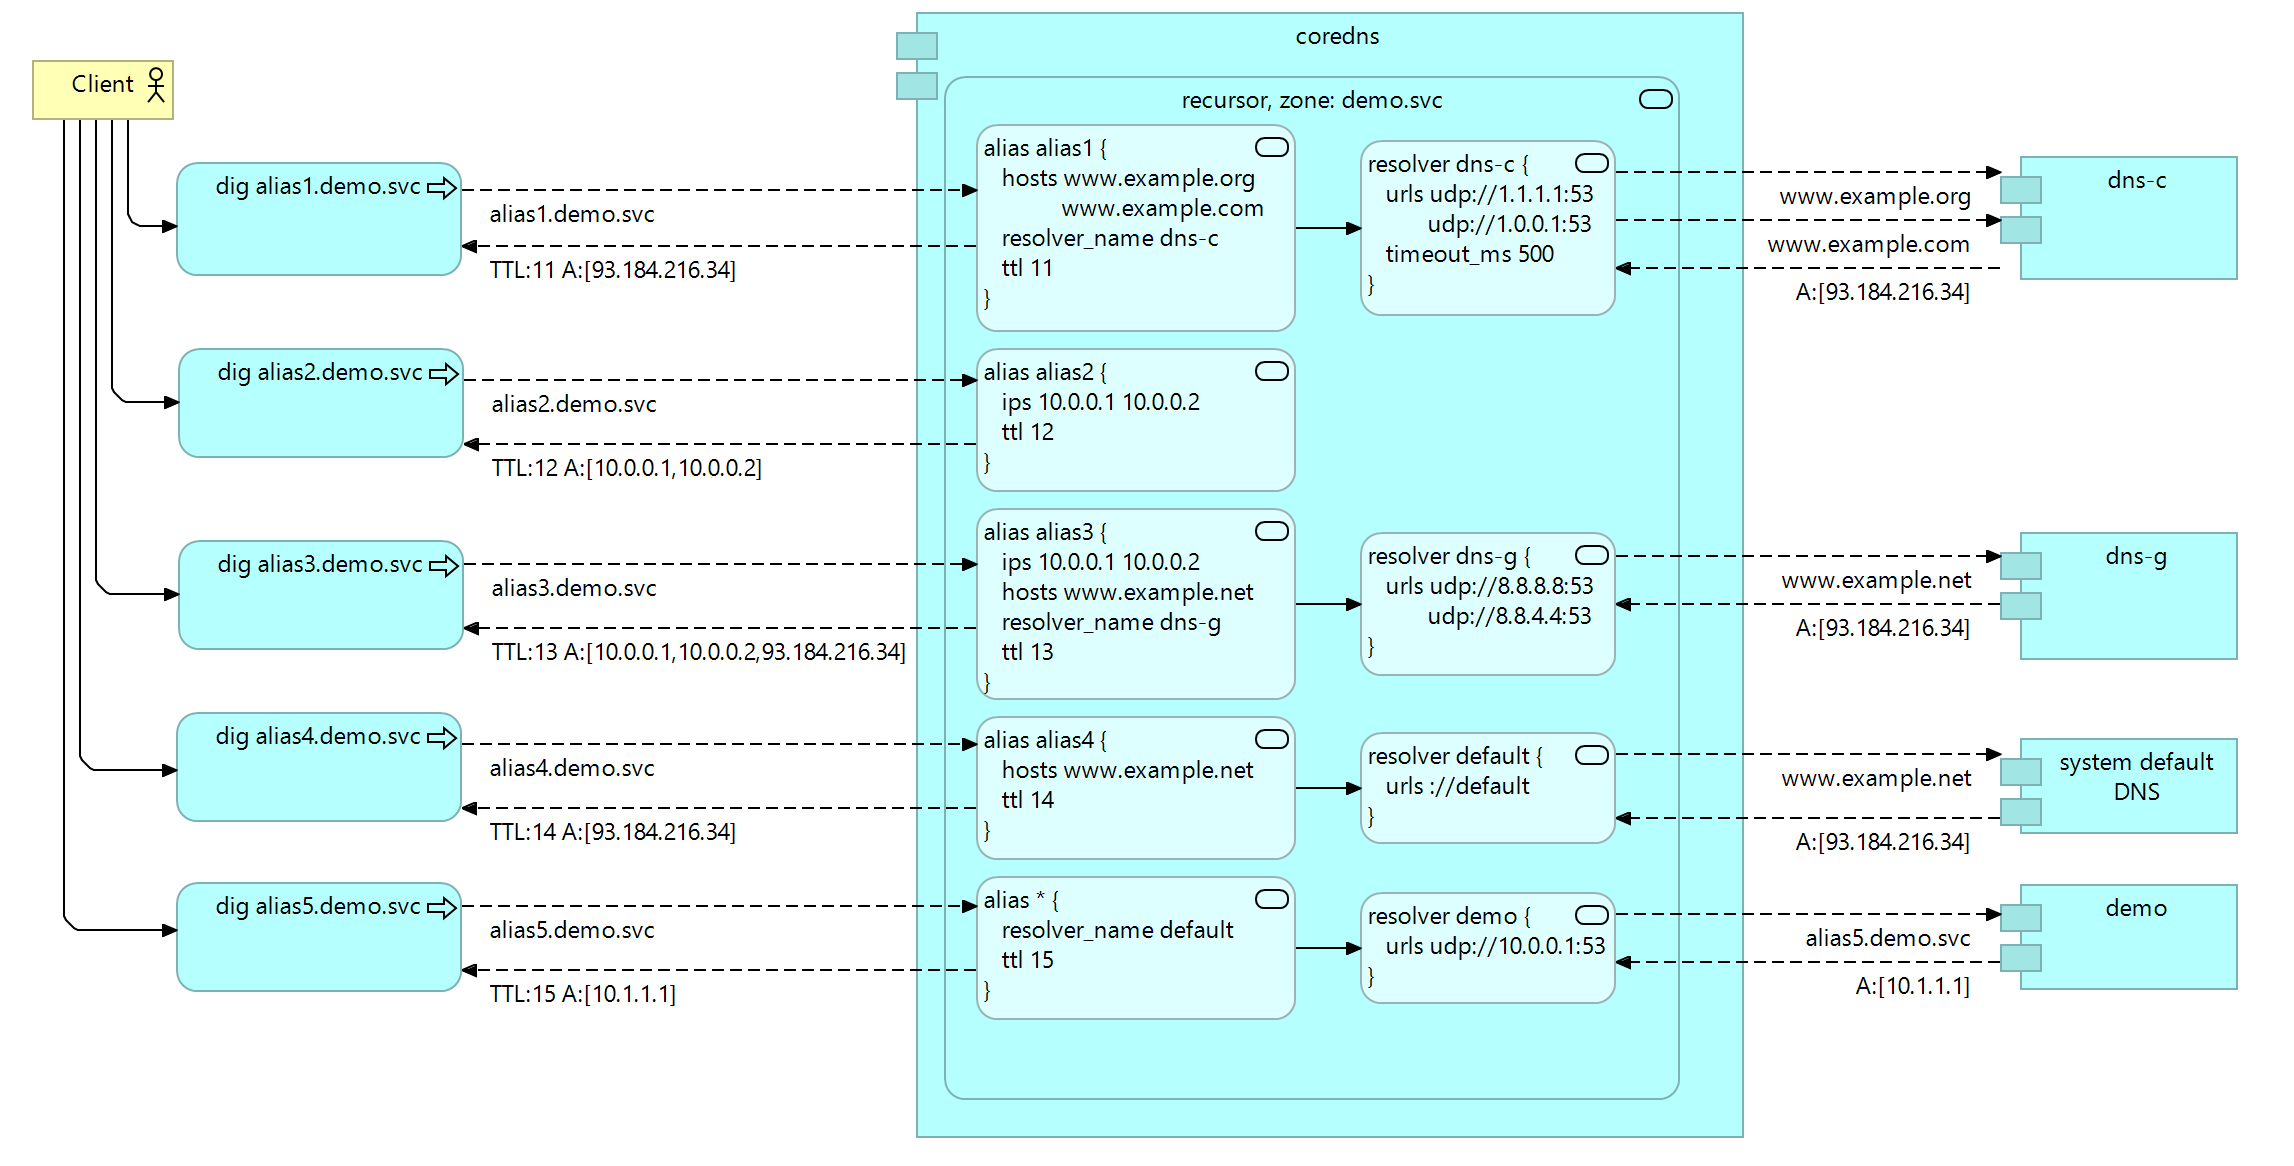 coredns
Client
recursor, zone: demo.svc
dig alias1.demo.svc
alias1.demo.svc
TTL:11 A:[93.184.216.34]
alias alias1 {
hosts www.example.org
www.example.com
resolver_name dns-c
ttl 11
}
resolver dns-c {
urls udp://1.1.1.1:53
udp://1.0.0.1:53
timeout_ms 500
}
www.example.org
www.example.com
A:[93.184.216.34]
dns-c
dig alias2.demo.svc
alias2.demo.svc
TTL:12 A:[10.0.0.1,10.0.0.2]
alias alias2 {
ips 10.0.0.1 10.0.0.2
ttl 12
}
dig alias3.demo.svc
alias3.demo.svc
TTL:13 A:[10.0.0.1,10.0.0.2,93.184.216.34]
alias alias3 {
ips 10.0.0.1 10.0.0.2
hosts www.example.net
resolver_name dns-g
ttl 13
}
resolver dns-g {
urls udp://8.8.8.8:53
udp://8.8.4.4:53
}
www.example.net
A:[93.184.216.34]
dns-g
dig alias4.demo.svc
alias4.demo.svc
TTL:14 A:[93.184.216.34]
alias alias4 {
hosts www.example.net
ttl 14
}
resolver default {
urls ://default
}
www.example.net
A:[93.184.216.34]
system default
DNS
dig alias5.demo.svc
alias5.demo.svc
TTL:15 A:[10.1.1.1]
alias * {
resolver_name default
ttl 15
}
resolver demo {
urls udp://10.0.0.1:53
}
alias5.demo.svc
A:[10.1.1.1]
demo